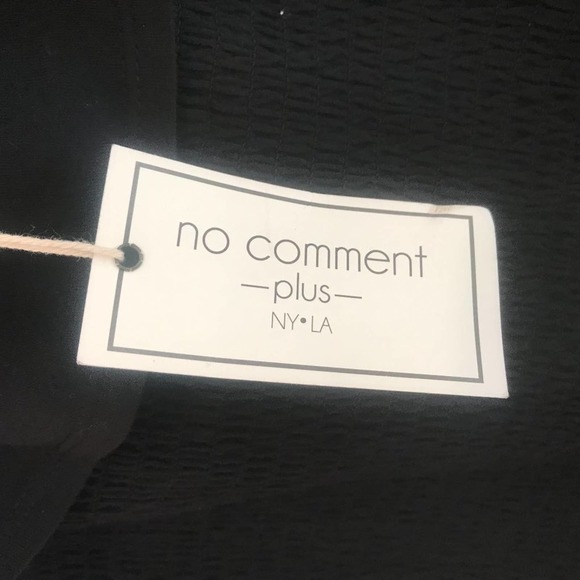 no comment
—plus—
NY•LA